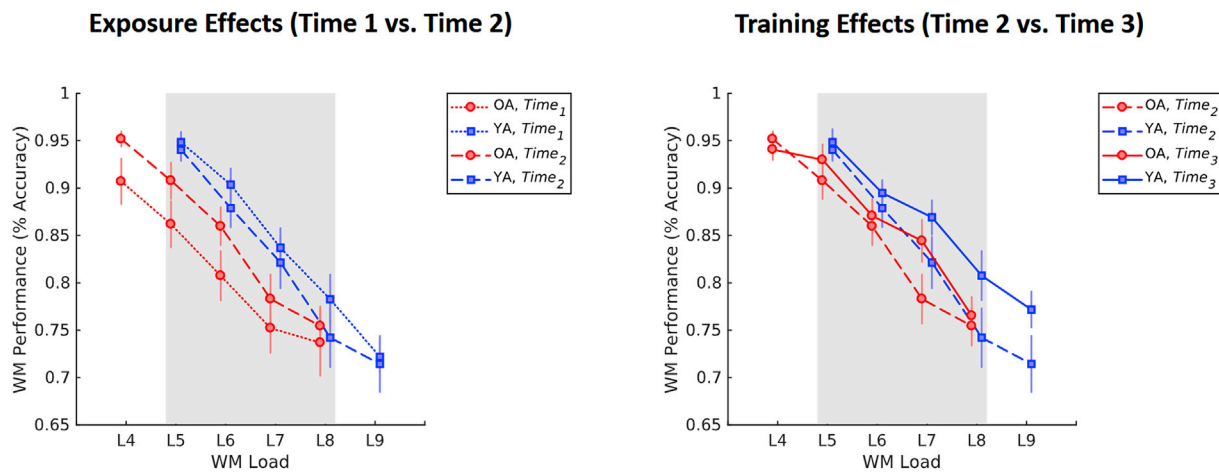 Exposure Effects (Time 1 vs. Time 2)
1
0.95
0.9
0.85
0.8
0.75
0.7
0.65
WM Performance (% Accuracy)
L4 L5 L6 L7 L8 L9
WM Load
OA, Time1
YA, Time1
OA, Time2
YA, Time2
Training Effects (Time 2 vs. Time 3)
1
0.95
0.9
0.85
0.8
0.75
0.7
0.65
WM Performance (% Accuracy)
L4 L5 L6 L7 L8 L9
WM Load
OA, Time2
YA, Time2
OA, Time3
YA, Time3